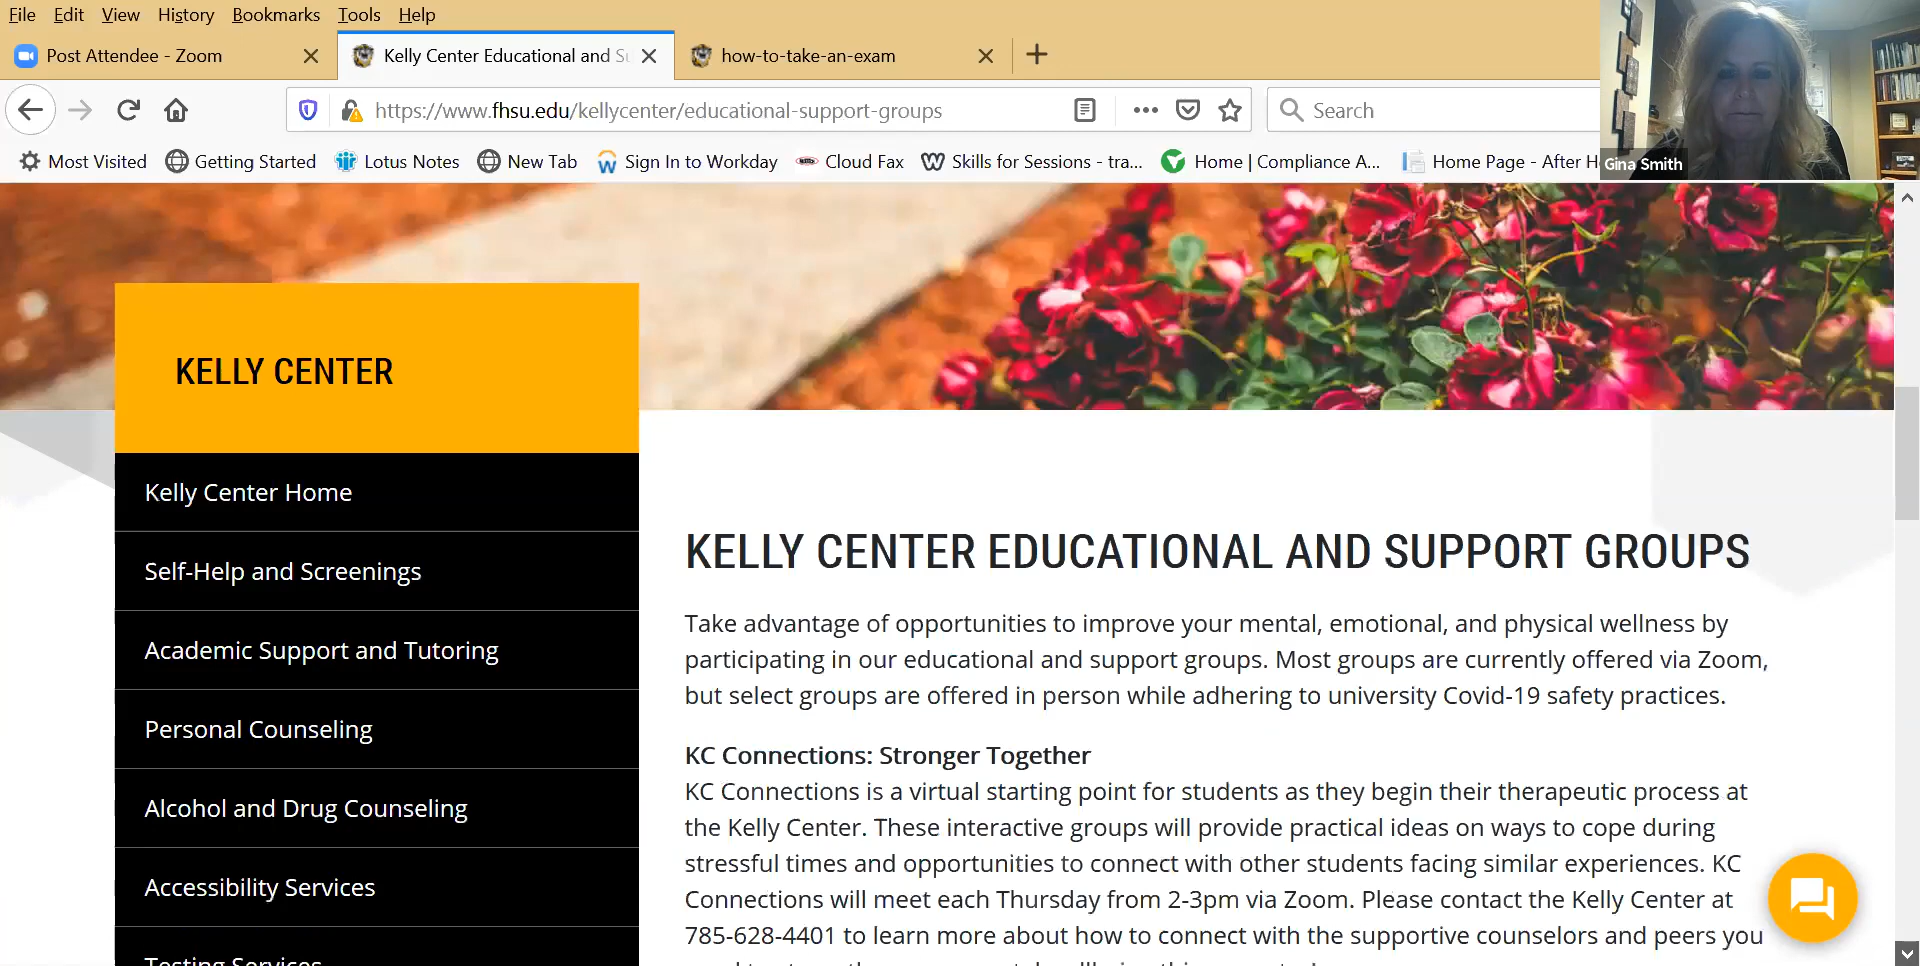 File Edit View History Bookmarks Tools Help
Post Attendee - Zoom
Kelly Center Educational and Su
how-to-take-an-exam
https://www.fhsu.edu/kellycenter/educational-support-groups
Search
Most Visited Getting Started Lotus Notes New Tab Sign In to Workday Cloud Fax Skills for Sessions - tra... Home | Compliance A... Home Page - After H
Gina Smith
KELLY CENTER
Kelly Center Home
Self-Help and Screenings
Academic Support and Tutoring
Personal Counseling
Alcohol and Drug Counseling
Accessibility Services
Testing Services
KELLY CENTER EDUCATIONAL AND SUPPORT GROUPS
Take advantage of opportunities to improve your mental, emotional, and physical wellness by
participating in our educational and support groups. Most groups are currently offered via Zoom,
but select groups are offered in person while adhering to university Covid-19 safety practices.
KC Connections: Stronger Together
KC Connections is a virtual starting point for students as they begin their therapeutic process at
the Kelly Center. These interactive groups will provide practical ideas on ways to cope during
stressful times and opportunities to connect with other students facing similar experiences. KC
Connections will meet each Thursday from 2-3pm via Zoom. Please contact the Kelly Center at
785-628-4401 to learn more about how to connect with the supportive counselors and peers you